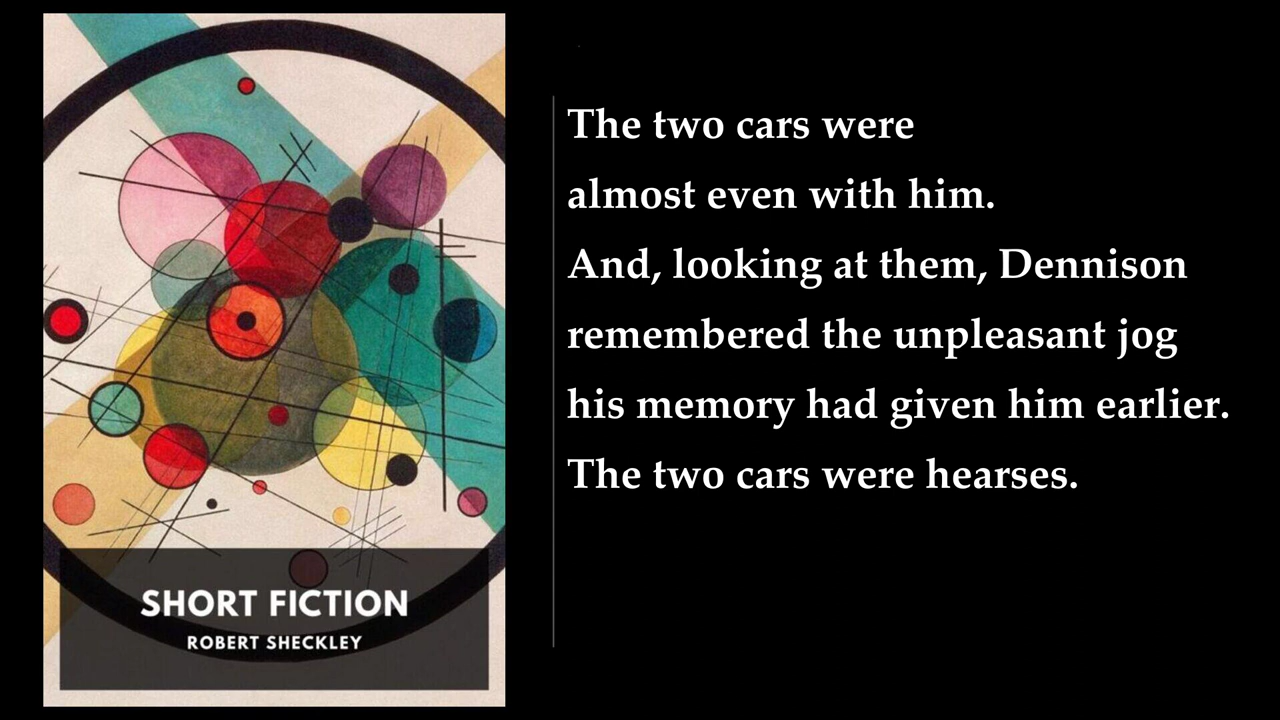 The two cars were
almost even with him.
And, looking at them, Dennison
remembered the unpleasant jog
his memory had given him earlier.
The two cars were hearses.
SHORT FICTION
ROBERT SHECKLEY